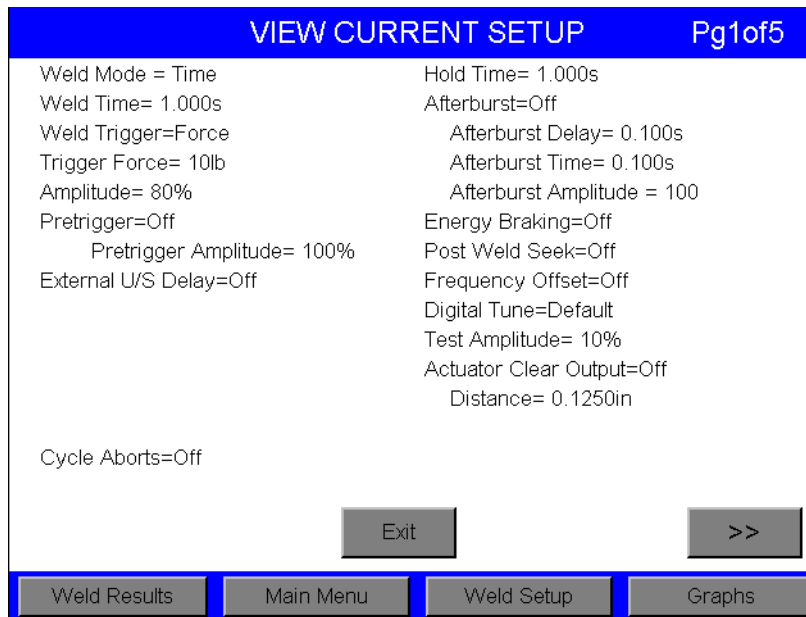 VIEW CURRENT SETUP
Pg1of5
Weld Mode = Time
Weld Time= 1.000s
Weld Trigger=Force
Trigger Force= 10lb
Amplitude= 80%
Pretrigger=Off
Pretrigger Amplitude= 100%
External U/S Delay=Off
Cycle Aborts=Off
Hold Time= 1.000s
Afterburst=Off
Afterburst Delay= 0.100s
Afterburst Time= 0.100s
Afterburst Amplitude = 100
Energy Braking=Off
Post Weld Seek=Off
Frequency Offset=Off
Digital Tune=Default
Test Amplitude= 10%
Actuator Clear Output=Off
Distance= 0.1250in
Exit
>>
Weld Results
Main Menu
Weld Setup
Graphs